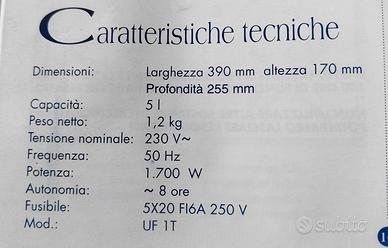 Caratteristiche tecniche
Dimensioni: Larghezza 390 mm altezza 170 mm
Profondità 255 mm
Capacità: 5 l
Peso netto: 1,2 kg
Tensione nominale: 230 V~
Frequenza: 50 Hz
Potenza: 1.700 W
Autonomia: ~ 8 ore
Fusibile: 5X20 FI6A 250 V
Mod.: UF 1T
subito
1